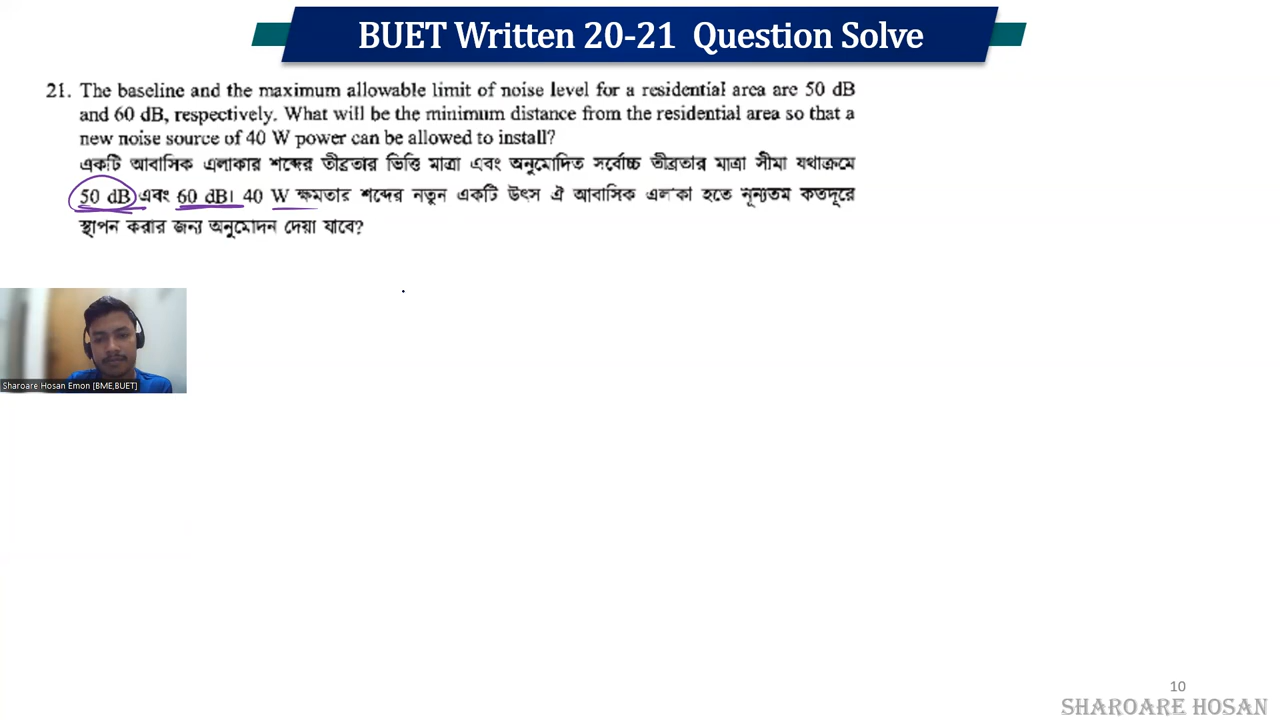 BUET Written 20-21 Question Solve
21. The baseline and the maximum allowable limit of noise level for a residential area are 50 dB
and 60 dB, respectively. What will be the minimum distance from the residential area so that a
new noise source of 40 W power can be allowed to install?
একটি আবাসিক এলাকার শব্দের তীব্রতার ভিত্তি মাত্রা এবং অনুমোদিত সর্বোচ্চ তীব্রতার মাত্রা সীমা যথাক্রমে
50 dB এবং 60 dB। 40 W ক্ষমতার শব্দের নতুন একটি উৎস ঐ আবাসিক এলাকা হতে নূন্যতম কতদূরে
স্থাপন করার জন্য অনুমোদন দেয়া যাবে?
Sharoare Hosan Emon [BME,BUET]
10
SHAROARE HOSAN